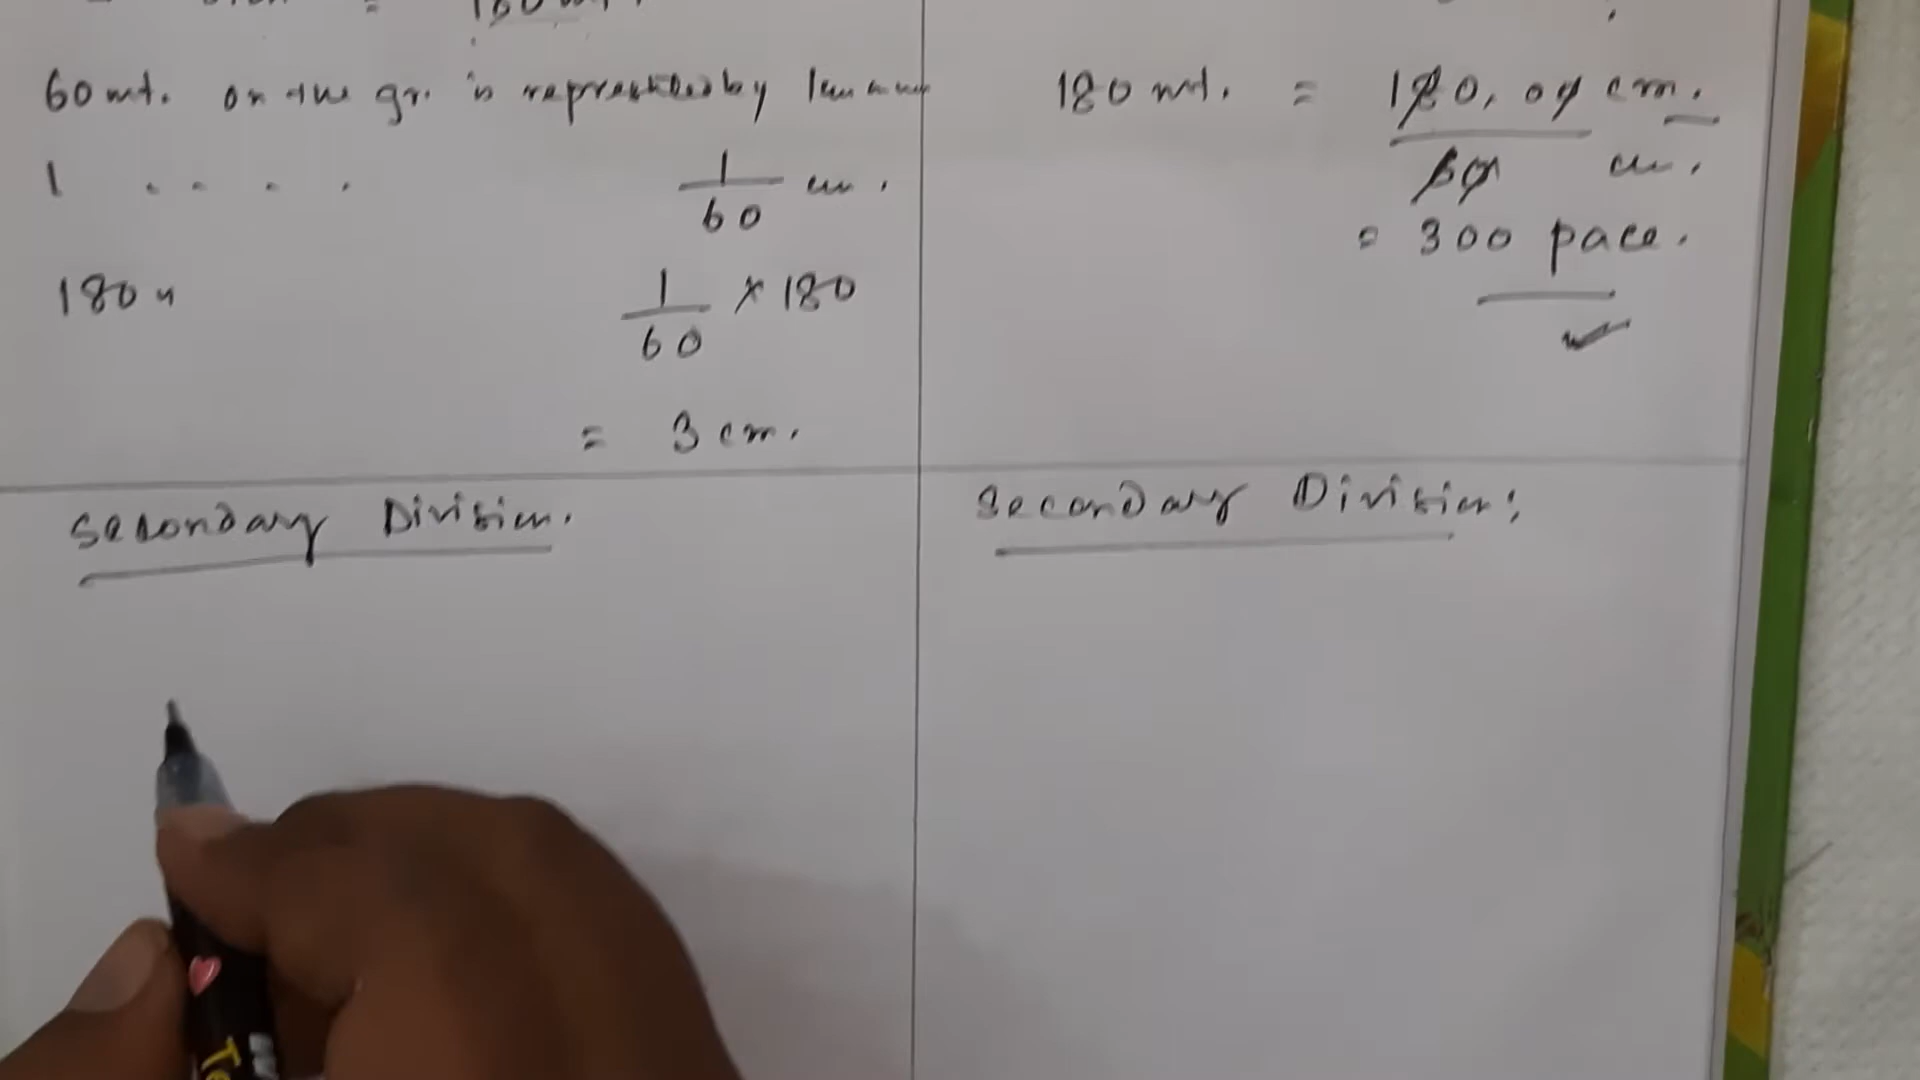 60 mt. on the gr. is represented by 1 cm on
1 . . . .
1
60
cm.
180 "
1
60
× 180
= 3 cm.
Secondary Division.
180 mt. = 180,00 cm.
60 cm.
= 300 pace.
Secondary Division: